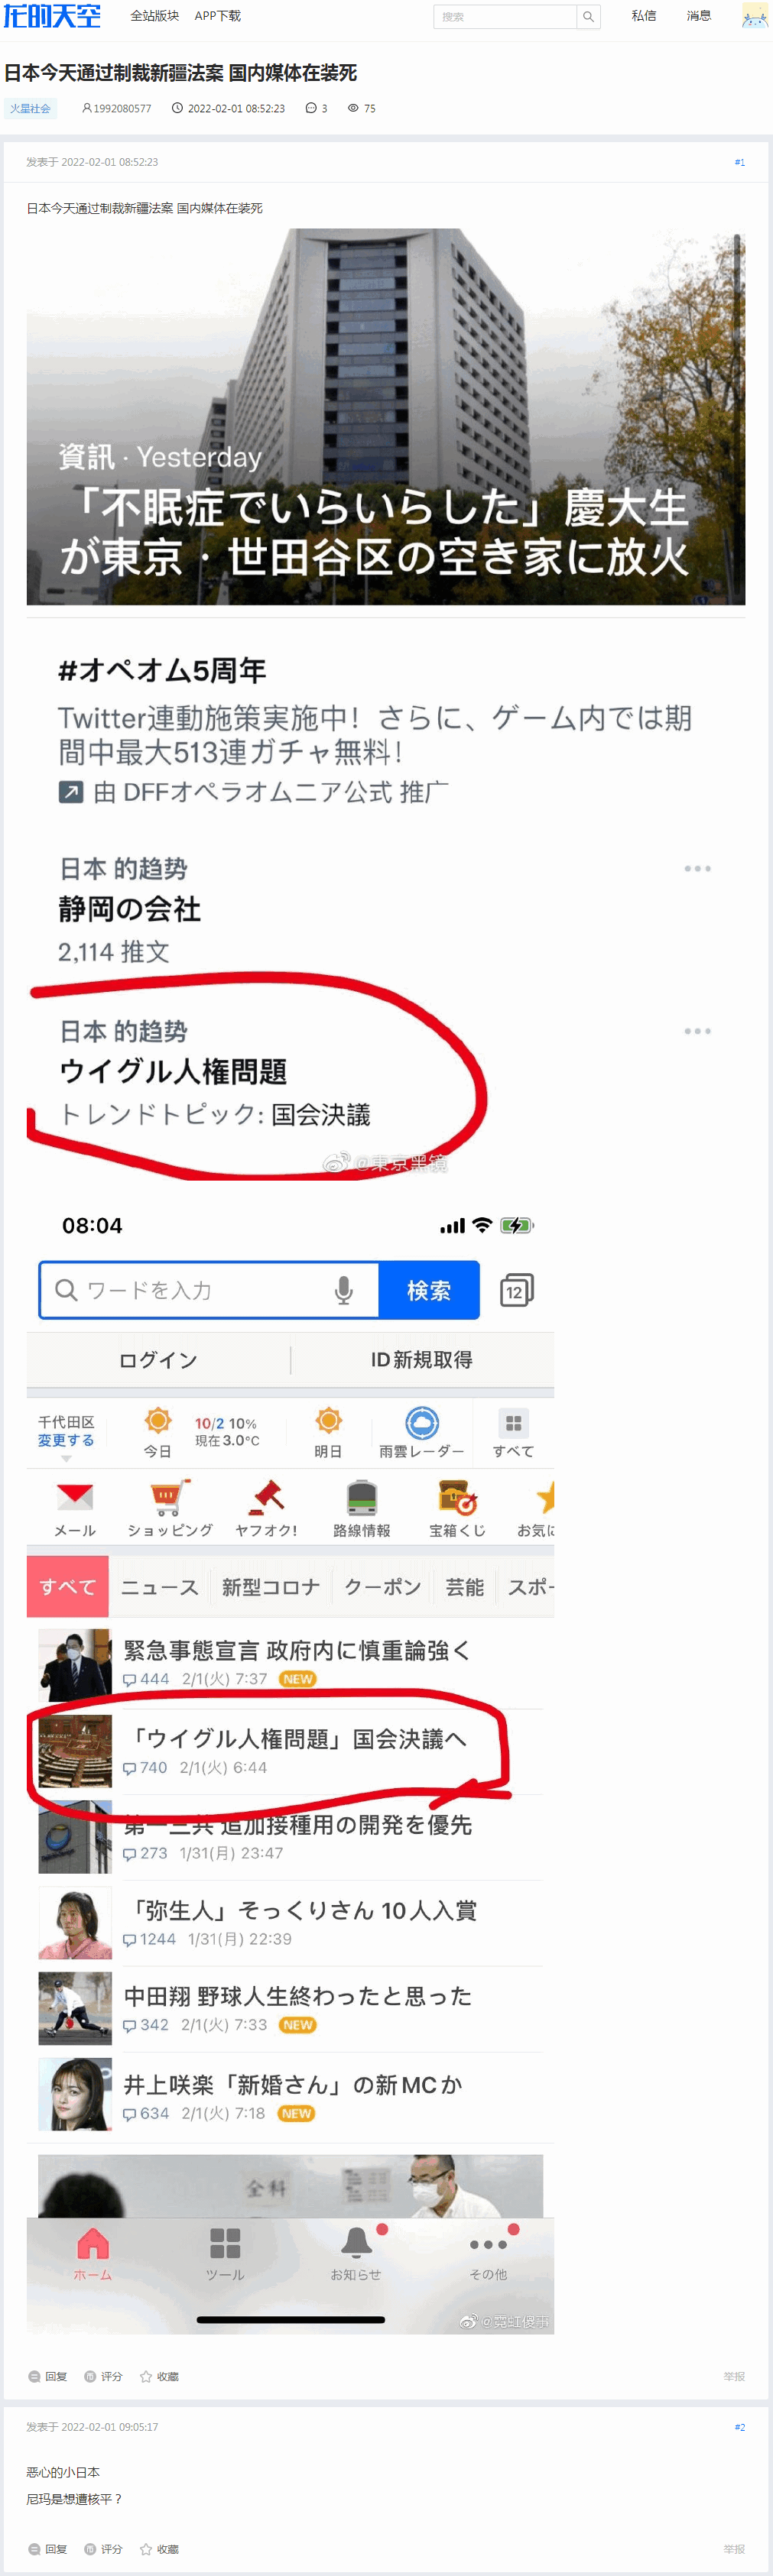 龙的天空
全站版块 APP下载 搜索 私信 消息
日本今天通过制裁新疆法案 国内媒体在装死
火星社会 1992080577 2022-02-01 08:52:23 3 75
发表于 2022-02-01 08:52:23 #1
日本今天通过制裁新疆法案 国内媒体在装死
資訊 · Yesterday
「不眠症でいらいらした」慶大生
が東京・世田谷区の空き家に放火
#オペオム5周年
Twitter連動施策実施中！さらに、ゲーム内では期
間中最大513連ガチャ無料！
由 DFFオペラオムニア公式 推广
日本 的趋势
静岡の会社
2,114 推文
日本 的趋势
ウイグル人権問題
トレンドトピック: 国会決議
@東京黑镜
08:04
ワードを入力 検索 12
ログイン ID新規取得
千代田区
変更する
今日
10/2 10%
現在 3.0°C
明日 雨雲レーダー すべて
メール ショッピング ヤフオク! 路線情報 宝箱くじ お気に
すべて ニュース 新型コロナ クーポン 芸能 スポー
緊急事態宣言 政府内に慎重論強く
444 2/1(火) 7:37 NEW
「ウイグル人権問題」国会決議へ
740 2/1(火) 6:44
第一三共 追加接種用の開発を優先
273 1/31(月) 23:47
「弥生人」そっくりさん 10人入賞
1244 1/31(月) 22:39
中田翔 野球人生終わったと思った
342 2/1(火) 7:33 NEW
井上咲楽「新婚さん」の新MCか
634 2/1(火) 7:18 NEW
全科
ホーム ツール お知らせ その他
回复 评分 收藏 举报
发表于 2022-02-01 09:05:17 #2
恶心的小日本
尼玛是想遭核平？
回复 评分 收藏 举报